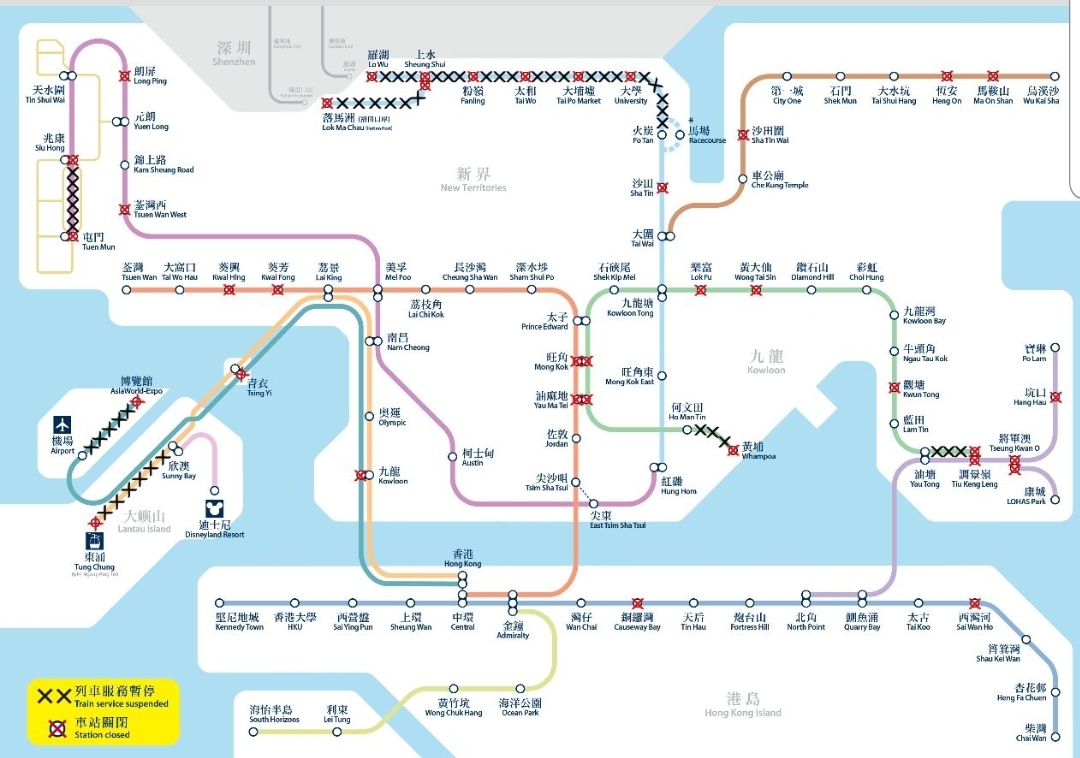 深圳
Shenzhen
羅湖
Lo Wu
上水
Sheung Shui
粉嶺
Fanling
太和
Tai Wo
大埔墟
Tai Po Market
大學
University
落馬洲
Lok Ma Chau
火炭
Fo Tan
馬場
Racecourse
*
沙田
Sha Tin
大圍
Tai Wai
第一城
City One
石門
Shek Mun
大水坑
Tai Shui Hang
恆安
Heng On
馬鞍山
Ma On Shan
烏溪沙
Wu Kai Sha
沙田圍
Sha Tin Wai
車公廟
Che Kung Temple
天水圍
Tin Shui Wai
朗屏
Long Ping
元朗
Yuen Long
兆康
Siu Hong
錦上路
Kam Sheung Road
荃灣西
Tsuen Wan West
屯門
Tuen Mun
新界
New Territories
荃灣
Tsuen Wan
大窩口
Tai Wo Hau
葵興
Kwai Hing
葵芳
Kwai Fong
荔景
Lai King
美孚
Mei Foo
荔枝角
Lai Chi Kok
長沙灣
Cheung Sha Wan
深水埗
Sham Shui Po
石硤尾
Shek Kip Mei
九龍塘
Kowloon Tong
樂富
Lok Fu
黃大仙
Wong Tai Sin
鑽石山
Diamond Hill
彩虹
Choi Hung
太子
Prince Edward
九龍灣
Kowloon Bay
南昌
Nam Cheong
旺角
Mong Kok
旺角東
Mong Kok East
九龍
Kowloon
牛頭角
Ngau Tau Kok
寶琳
Po Lam
青衣
Tsing Yi
油麻地
Yau Ma Tei
觀塘
Kwun Tong
坑口
Hang Hau
博覽館
AsiaWorld-Expo
奧運
Olympic
何文田
Ho Man Tin
藍田
Lam Tin
機場
Airport
佐敦
Jordan
黃埔
Whampoa
將軍澳
Tseung Kwan O
欣澳
Sunny Bay
柯士甸
Austin
九龍
Kowloon
尖沙咀
Tsim Sha Tsui
紅磡
Hung Hom
油塘
Yau Tong
調景嶺
Tiu Keng Leng
康城
LOHAS Park
大嶼山
Lantau Island
迪士尼
Disneyland Resort
尖東
East Tsim Sha Tsui
東涌
Tung Chung
香港
Hong Kong
堅尼地城
Kennedy Town
香港大學
HKU
西營盤
Sai Ying Pun
上環
Sheung Wan
中環
Central
金鐘
Admiralty
灣仔
Wan Chai
銅鑼灣
Causeway Bay
天后
Tin Hau
炮台山
Fortress Hill
北角
North Point
鰂魚涌
Quarry Bay
太古
Tai Koo
西灣河
Sai Wan Ho
筲箕灣
Shau Kei Wan
杏花邨
Heng Fa Chuen
柴灣
Chai Wan
海怡半島
South Horizons
利東
Lei Tung
黃竹坑
Wong Chuk Hang
海洋公園
Ocean Park
港島
Hong Kong Island
列車服務暫停
Train service suspended
車站關閉
Station closed